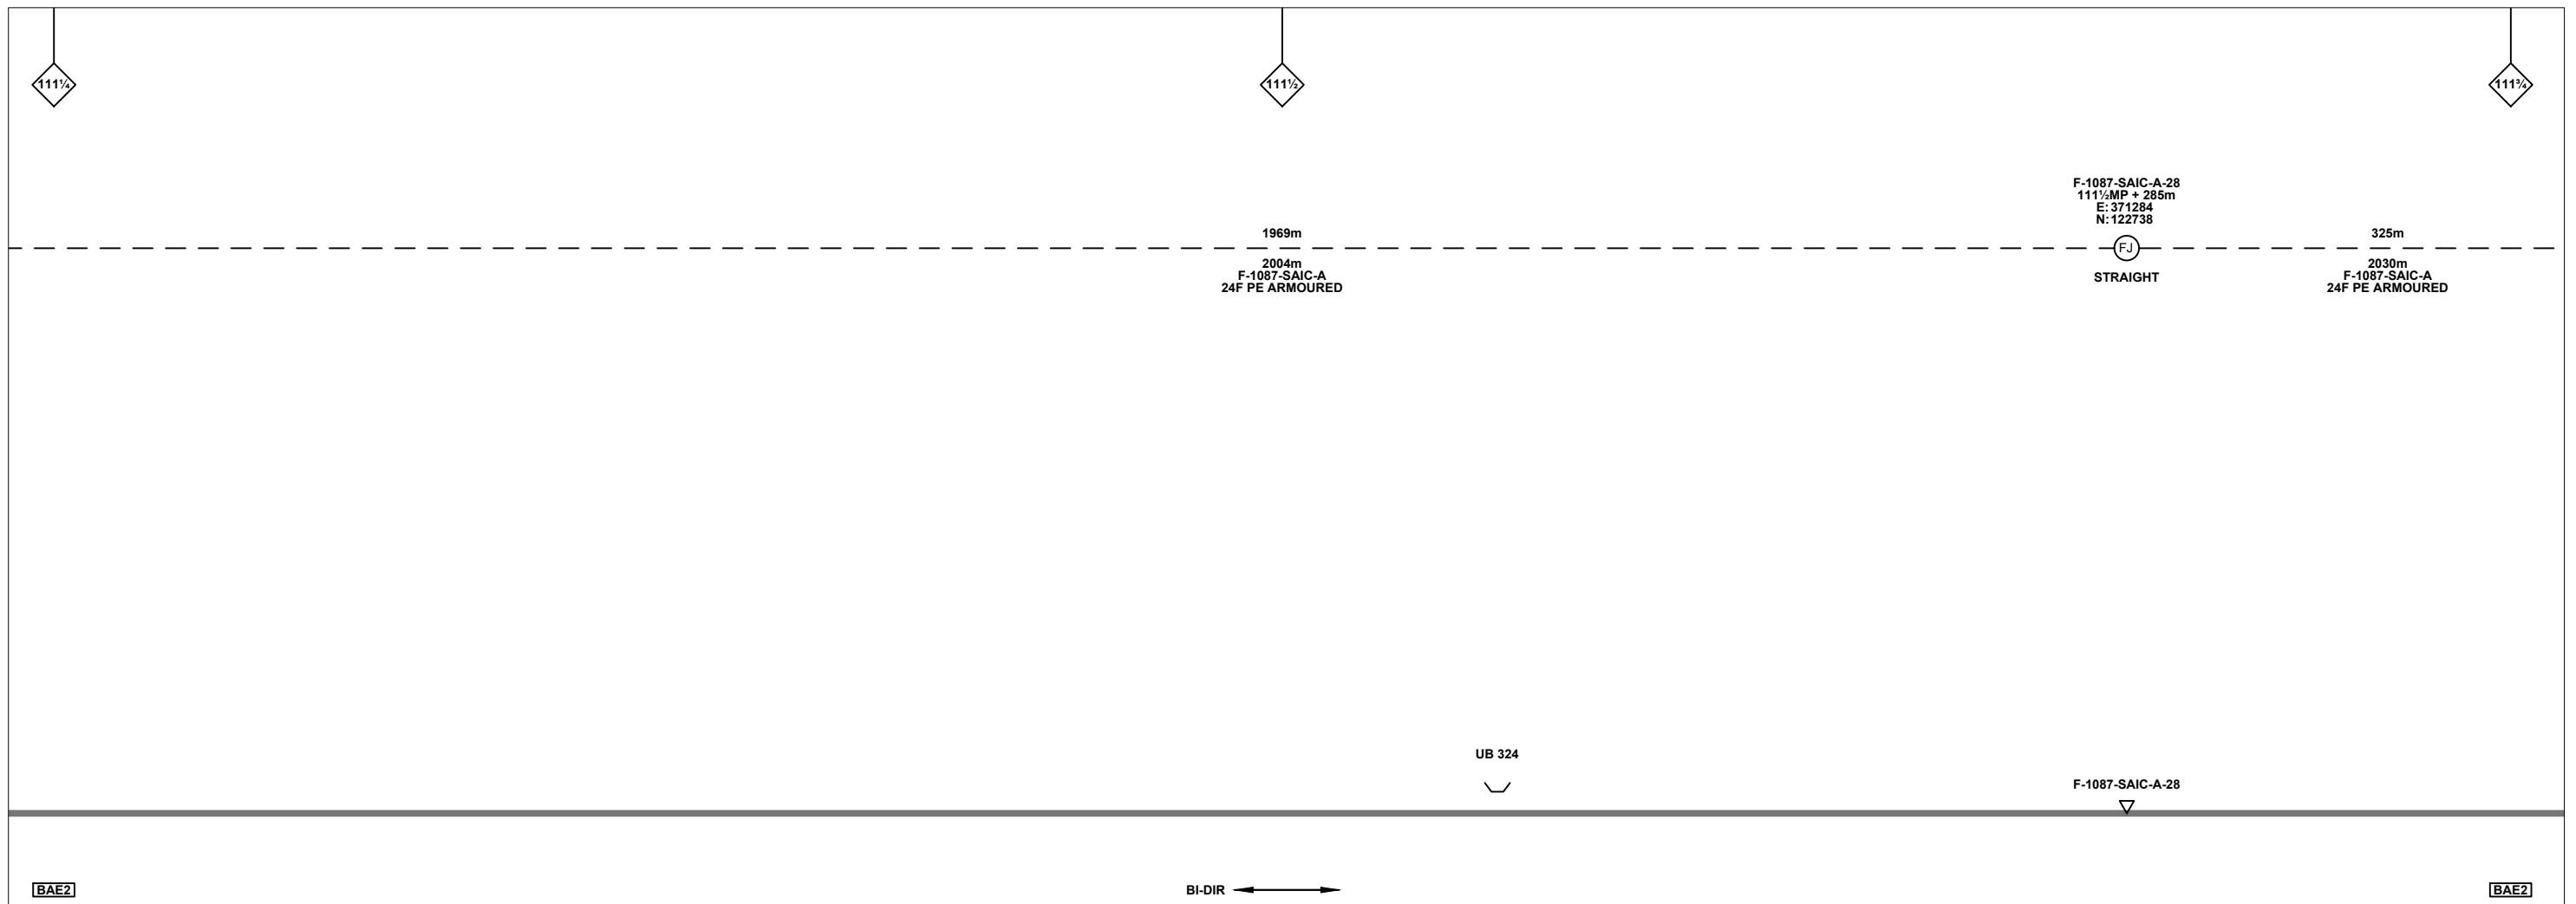 111¼
111½
111¾
F-1087-SAIC-A-28
111½MP + 285m
E: 371284
N: 122738
1969m
325m
FJ
2004m
F-1087-SAIC-A
24F PE ARMOURED
STRAIGHT
2030m
F-1087-SAIC-A
24F PE ARMOURED
UB 324
F-1087-SAIC-A-28
BAE2
BI-DIR
BAE2